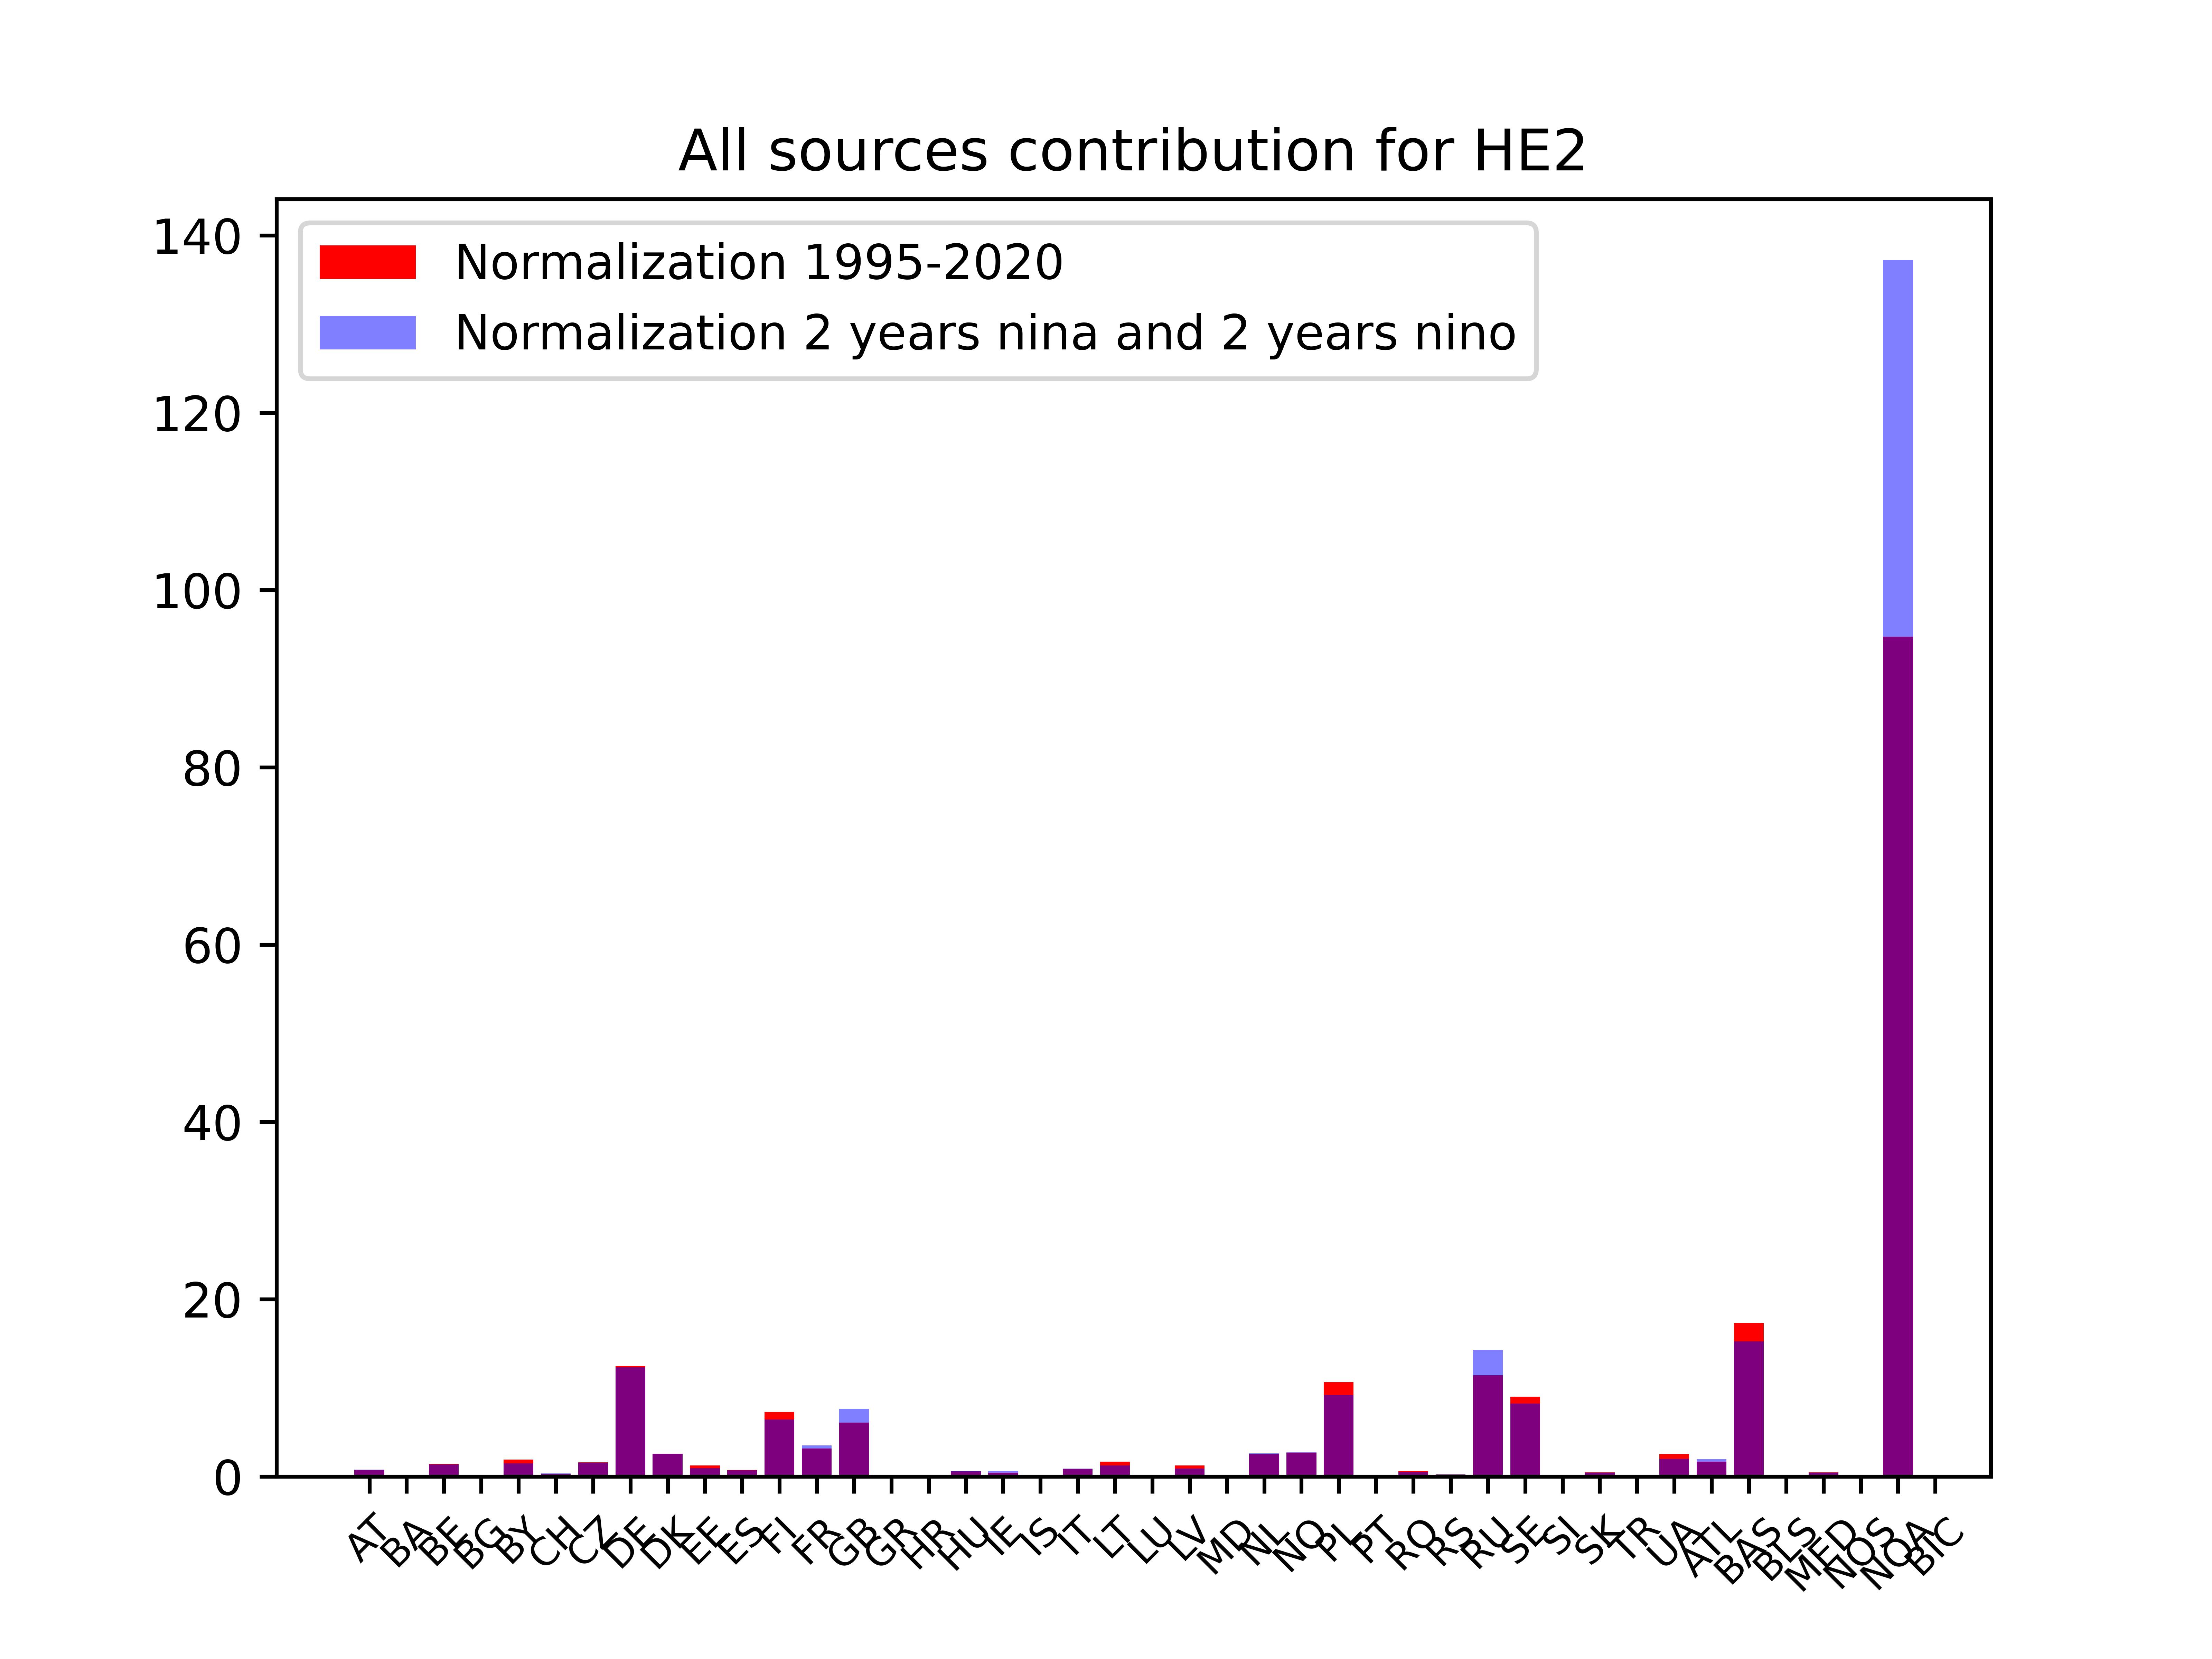 All sources contribution for HE2
Normalization 1995-2020
Normalization 2 years nina and 2 years nino
140
120
100
80
60
40
20
0
AT BA BE BG BY CH CZ DE DK EE ES FI FR GB GR HR HU IE IS IT LT LU LV MD NL NO PL PT RO RS RU SE SI SK TR UA ATL BAS BLS MED NOS NOA BIC